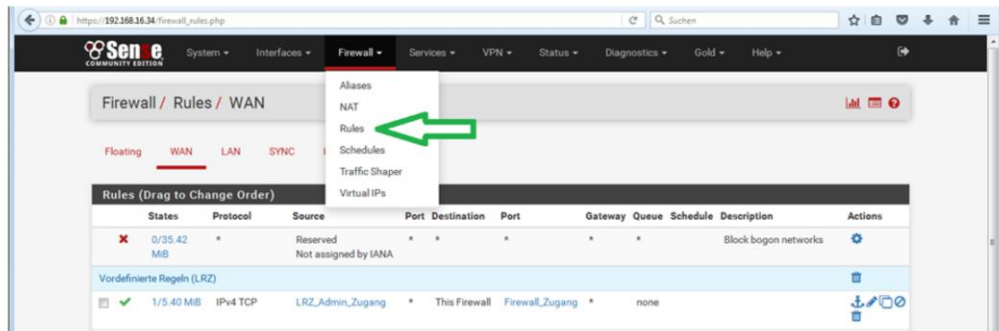 https://192.168.16.34/firewall_rules.php
Suchen
Sense
COMMUNITY EDITION
System Interfaces Firewall Services VPN Status Diagnostics Gold Help
Aliases
NAT
Rules
Schedules
Traffic Shaper
Virtual IPs
Firewall / Rules / WAN
Floating WAN LAN SYNC
Rules (Drag to Change Order)
States Protocol Source Port Destination Port Gateway Queue Schedule Description Actions
0/35.42 MiB * Reserved Not assigned by IANA * * * * * Block bogon networks
Vordefinierte Regeln (LRZ)
1/5.40 MiB IPv4 TCP LRZ_Admin_Zugang * This Firewall Firewall_Zugang * none